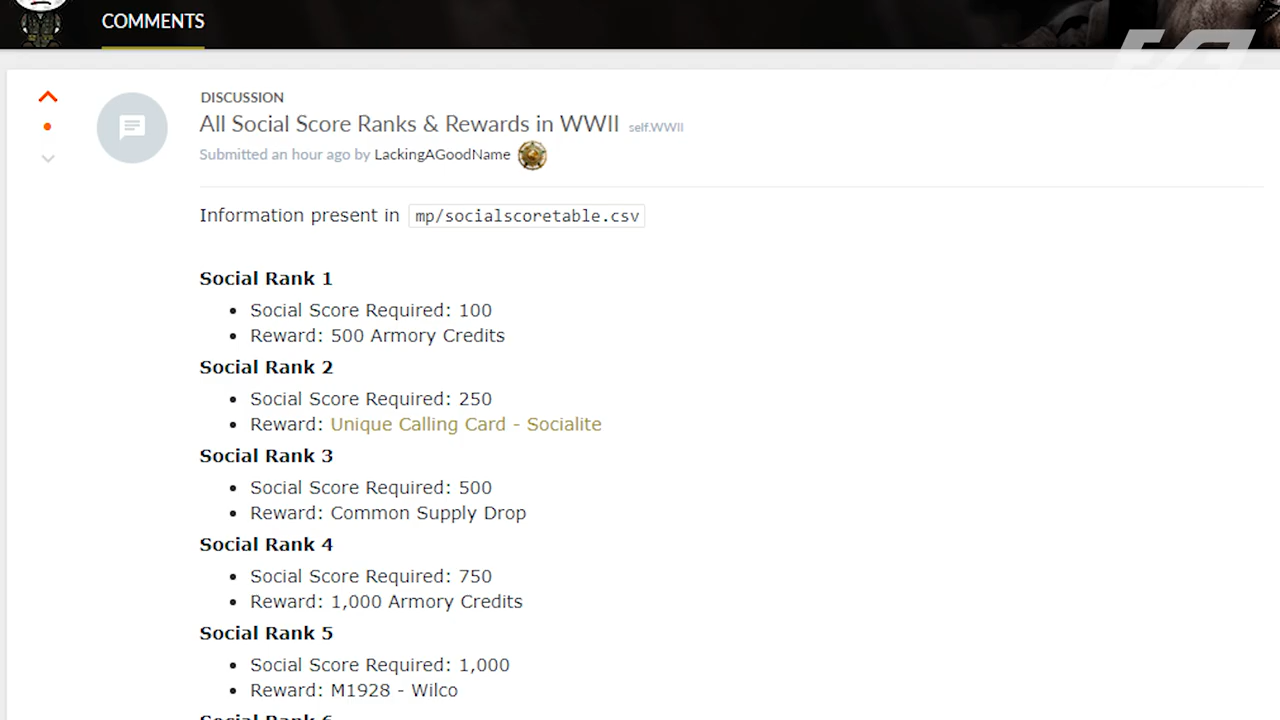 COMMENTS
DISCUSSION
All Social Score Ranks & Rewards in WWII self.WWII
Submitted an hour ago by LackingAGoodName
Information present in mp/socialscoretable.csv
Social Rank 1
• Social Score Required: 100
• Reward: 500 Armory Credits
Social Rank 2
• Social Score Required: 250
• Reward: Unique Calling Card - Socialite
Social Rank 3
• Social Score Required: 500
• Reward: Common Supply Drop
Social Rank 4
• Social Score Required: 750
• Reward: 1,000 Armory Credits
Social Rank 5
• Social Score Required: 1,000
• Reward: M1928 - Wilco
Social Rank 6